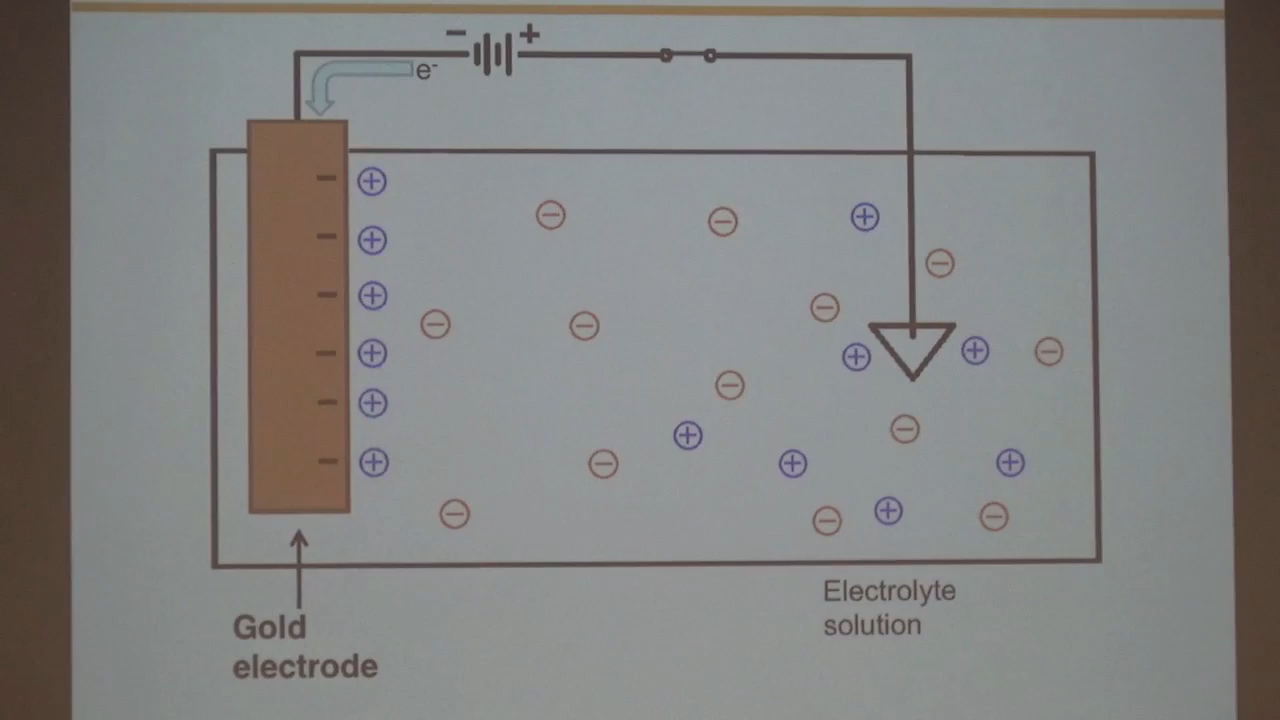 − +
e⁻
Electrolyte
solution
Gold
electrode